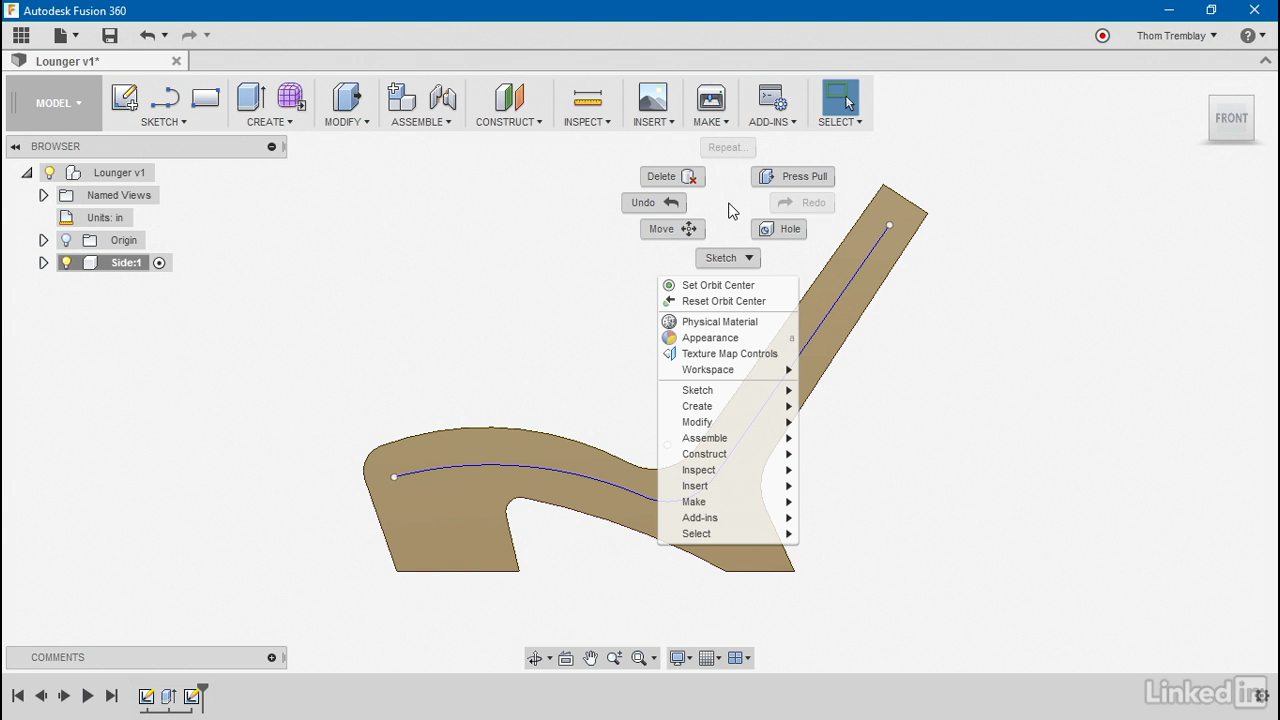 Autodesk Fusion 360
Thom Tremblay
Lounger v1*
MODEL
SKETCH
CREATE
MODIFY
ASSEMBLE
CONSTRUCT
INSPECT
INSERT
MAKE
ADD-INS
SELECT
FRONT
BROWSER
Lounger v1
Named Views
Units: in
Origin
Side:1
Repeat...
Delete
Press Pull
Undo
Redo
Move
Hole
Sketch
Set Orbit Center
Reset Orbit Center
Physical Material
Appearance a
Texture Map Controls
Workspace
Sketch
Create
Modify
Assemble
Construct
Inspect
Insert
Make
Add-ins
Select
COMMENTS
Linked in